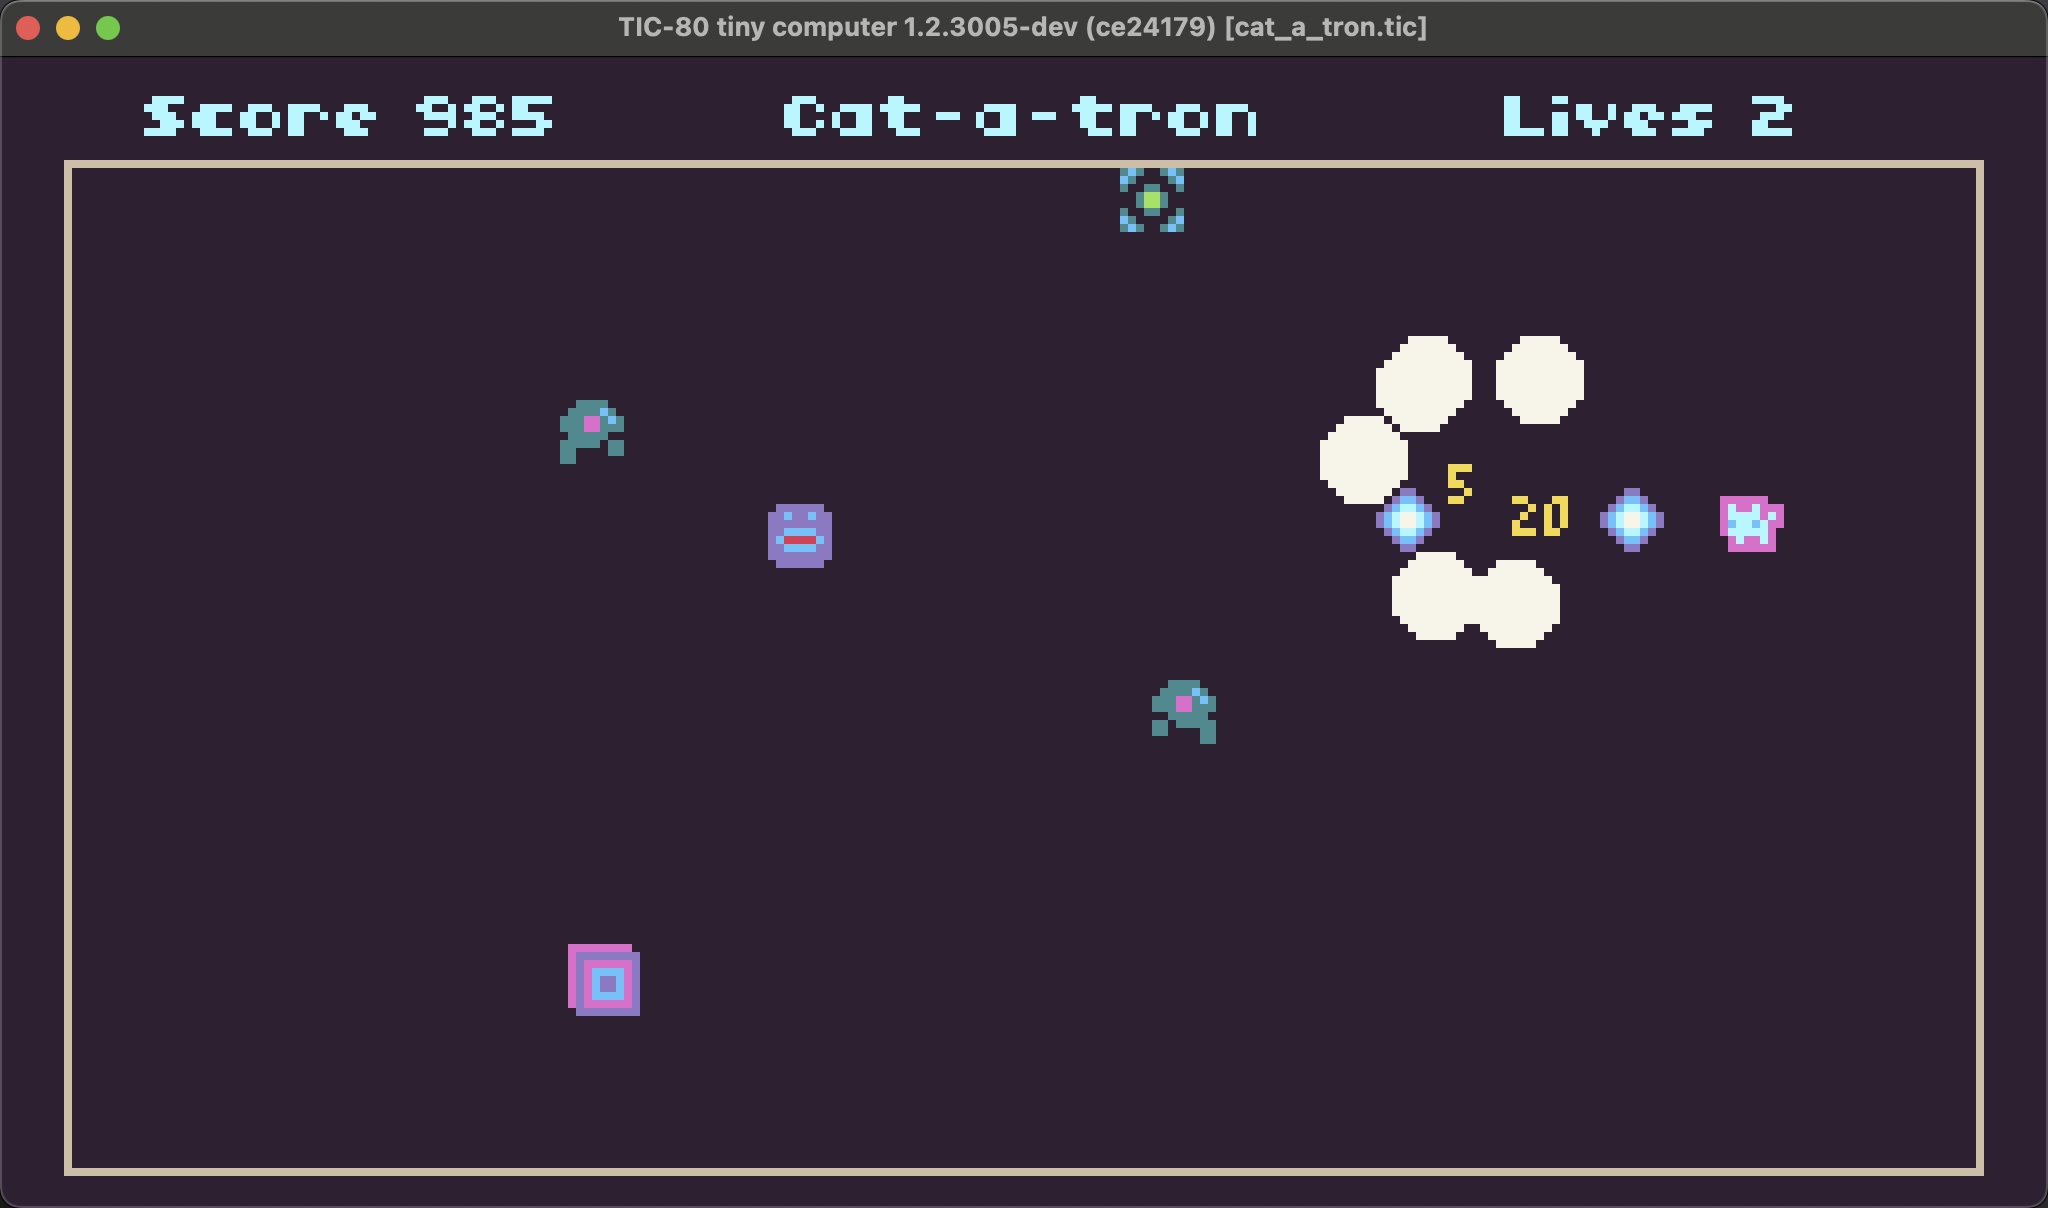 TIC-80 tiny computer 1.2.3005-dev (ce24179) [cat_a_tron.tic]
Score 985 Cat-a-tron Lives 2
5
20